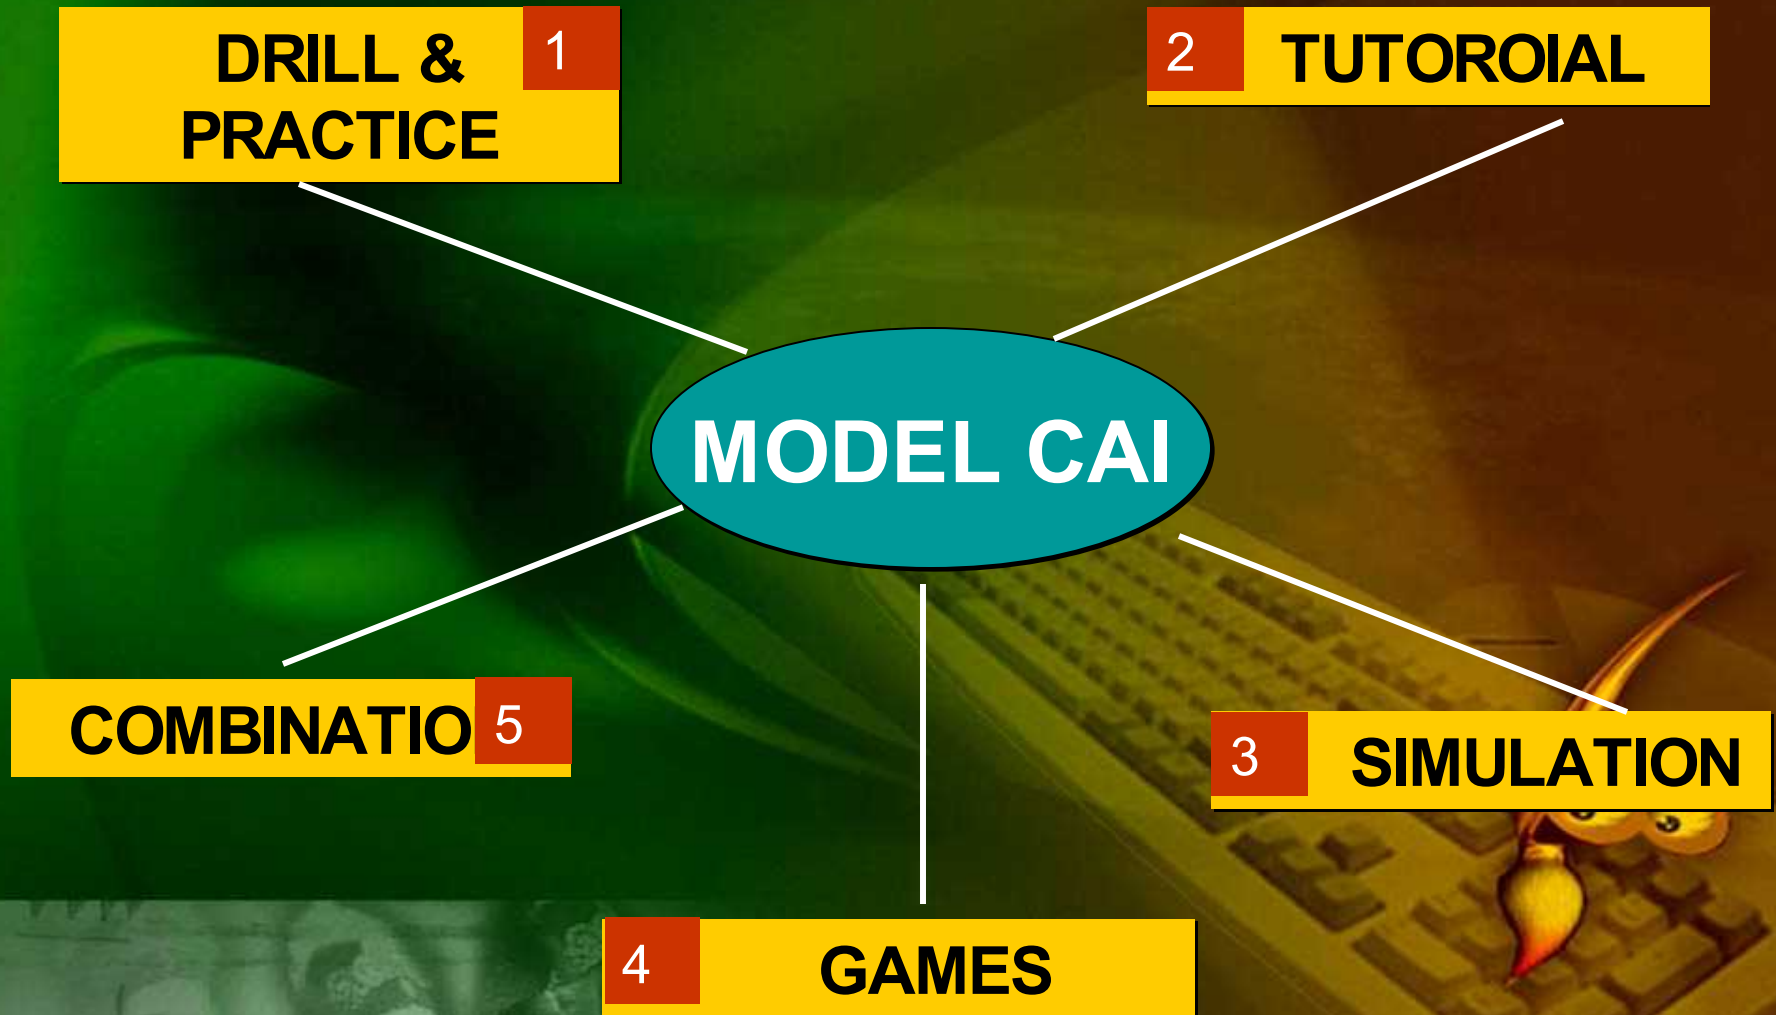 DRILL &
PRACTICE
1
2
TUTOROIAL
MODEL CAI
COMBINATIO
5
3
SIMULATION
4
GAMES